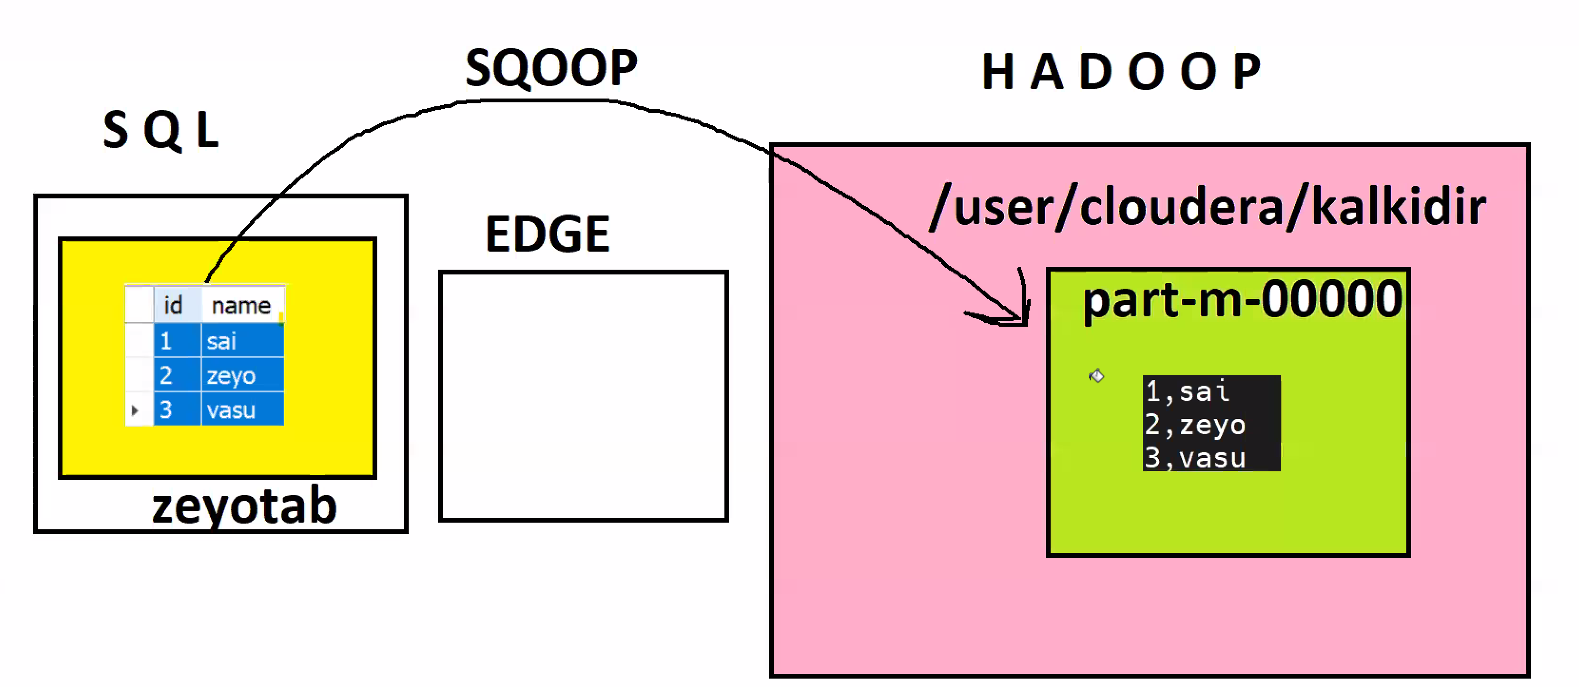 SQOOP
H A D O O P
S Q L
/user/cloudera/kalkidir
EDGE
part-m-00000
id name
1 sai
2 zeyo
3 vasu
1,sai
2,zeyo
3,vasu
zeyotab